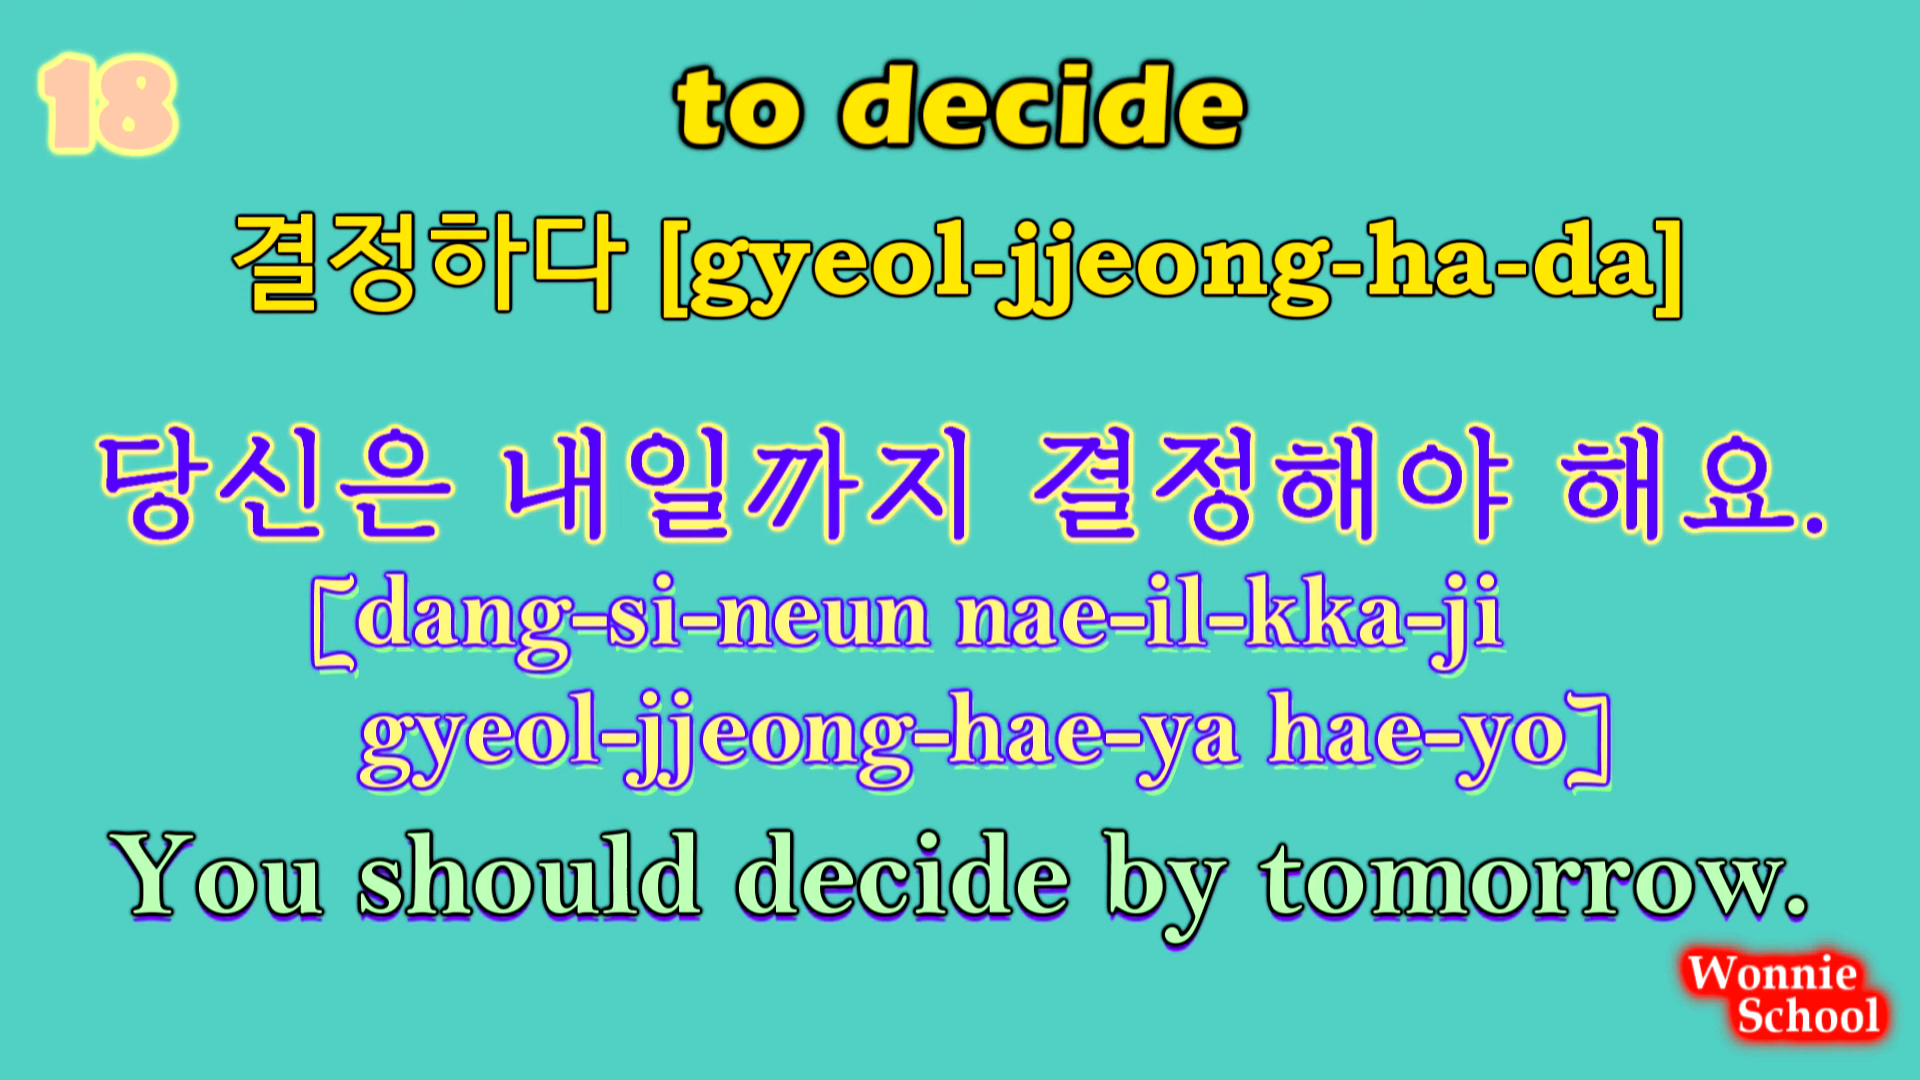 18
to decide
결정하다 [gyeol-jjeong-ha-da]
당신은 내일까지 결정해야 해요.
[dang-si-neun nae-il-kka-ji
gyeol-jjeong-hae-ya hae-yo]
You should decide by tomorrow.
Wonnie
School